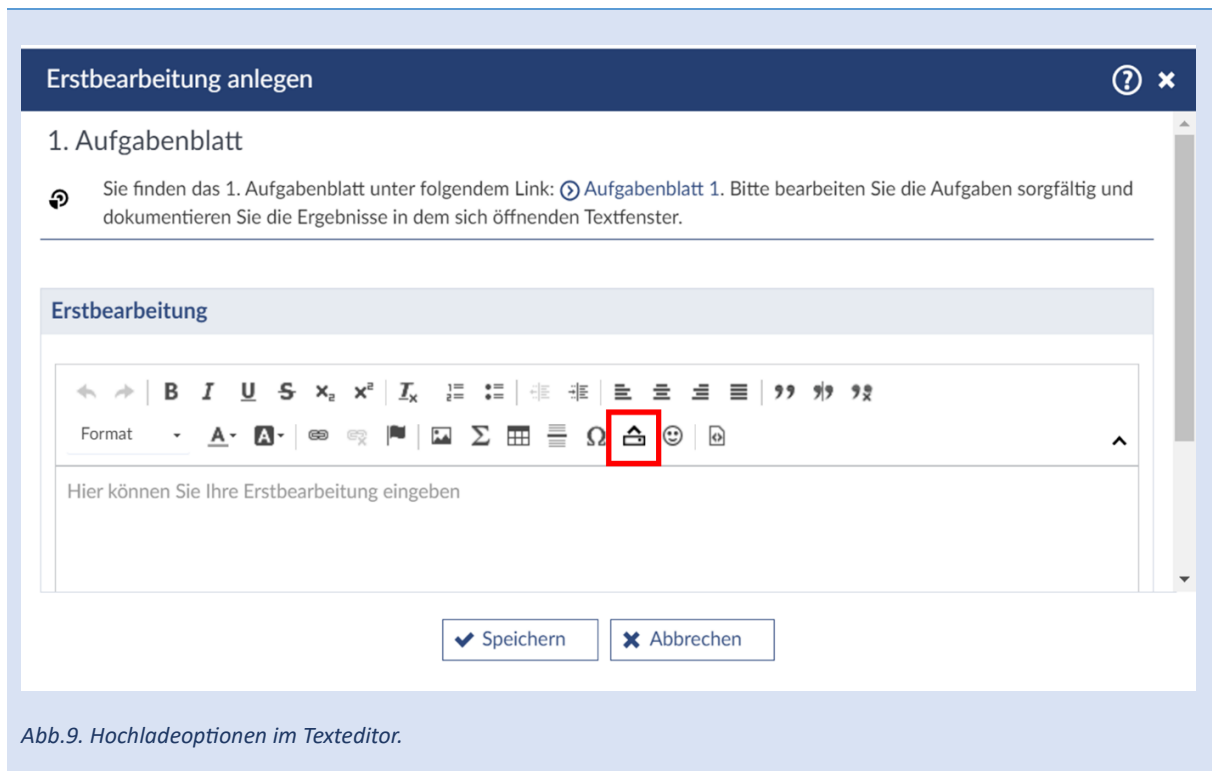 Erstbearbeitung anlegen
1. Aufgabenblatt
Sie finden das 1. Aufgabenblatt unter folgendem Link: Aufgabenblatt 1. Bitte bearbeiten Sie die Aufgaben sorgfältig und
dokumentieren Sie die Ergebnisse in dem sich öffnenden Textfenster.
Erstbearbeitung
B I U S x₂ x² Tx
Format A A Σ Ω
Hier können Sie Ihre Erstbearbeitung eingeben
Speichern Abbrechen
Abb.9. Hochladeoptionen im Texteditor.